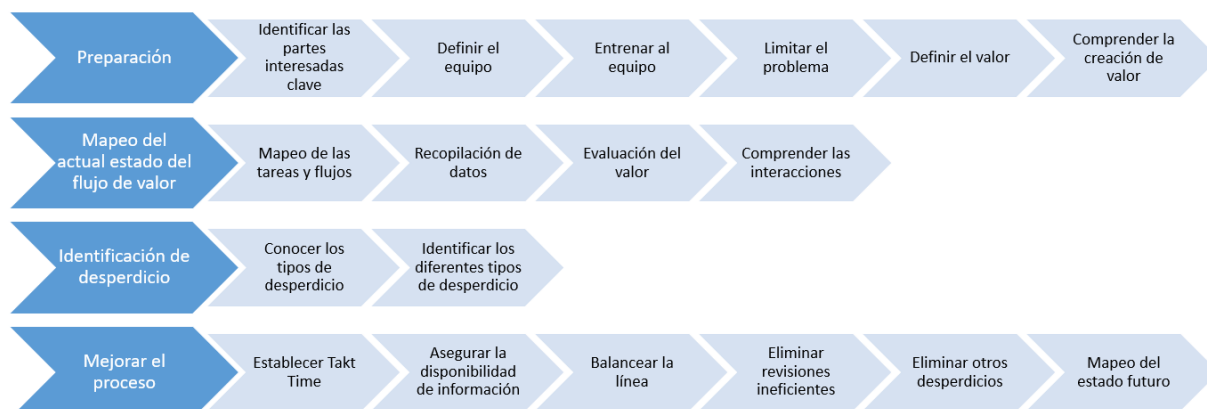 Preparación
Identificar las
partes
interesadas
clave
Definir el
equipo
Entrenar al
equipo
Limitar el
problema
Definir el valor
Comprender la
creación de
valor
Mapeo del
actual estado del
flujo de valor
Mapeo de las
tareas y flujos
Recopilación de
datos
Evaluación del
valor
Comprender las
interacciones
Identificación de
desperdicio
Conocer los
tipos de
desperdicio
Identificar los
diferentes tipos
de desperdicio
Mejorar el
proceso
Establecer Takt
Time
Asegurar la
disponibilidad
de información
Balancear la
línea
Eliminar
revisiones
ineficientes
Eliminar otros
desperdicios
Mapeo del
estado futuro